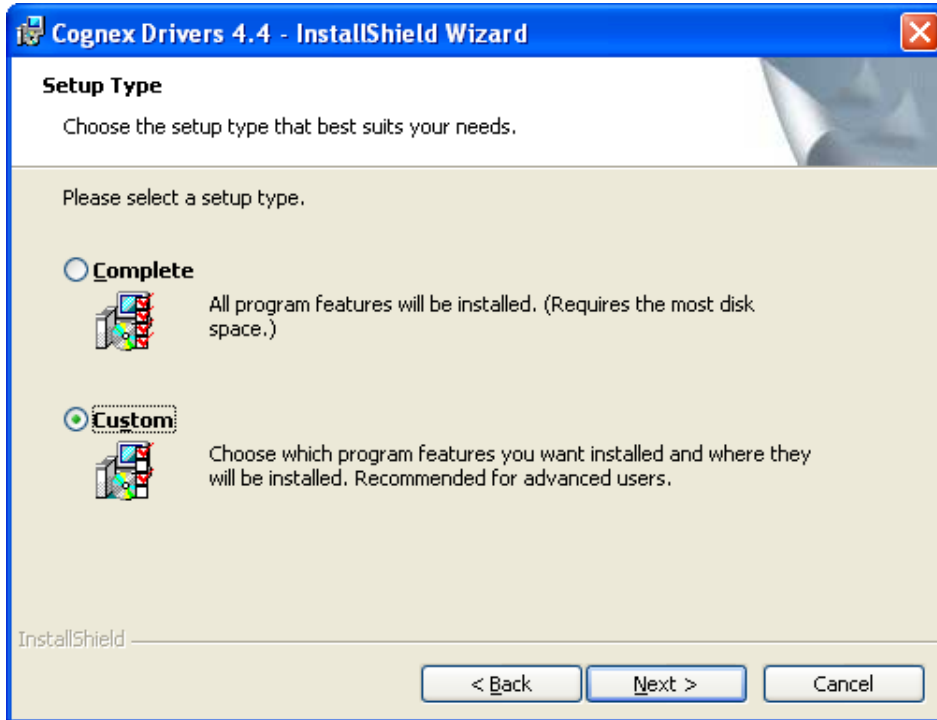 Cognex Drivers 4.4 - InstallShield Wizard
Setup Type
Choose the setup type that best suits your needs.
Please select a setup type.
Complete
All program features will be installed. (Requires the most disk
space.)
Custom
Choose which program features you want installed and where they
will be installed. Recommended for advanced users.
InstallShield
< Back Next > Cancel